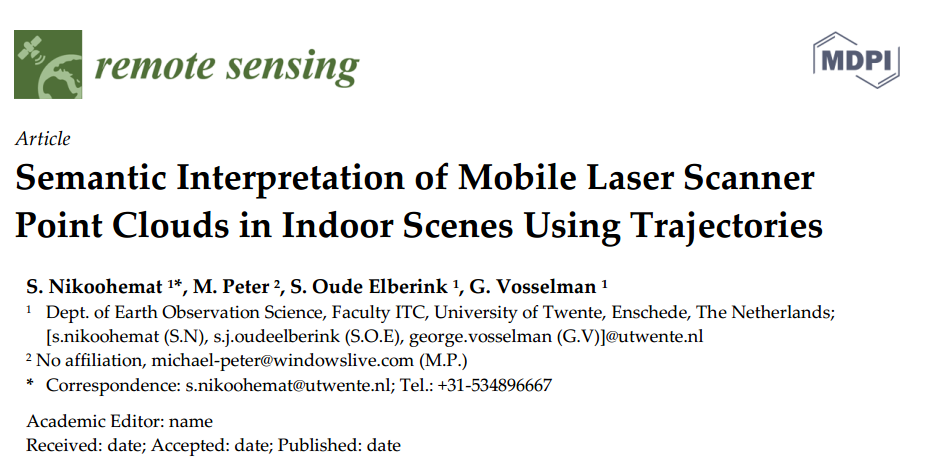 remote sensing
MDPI
Article
Semantic Interpretation of Mobile Laser Scanner
Point Clouds in Indoor Scenes Using Trajectories
S. Nikoohemat ¹*, M. Peter ², S. Oude Elberink ¹, G. Vosselman ¹
¹ Dept. of Earth Observation Science, Faculty ITC, University of Twente, Enschede, The Netherlands;
[s.nikoohemat (S.N), s.j.oudeelberink (S.O.E), george.vosselman (G.V)]@utwente.nl
² No affiliation, michael-peter@windowslive.com (M.P.)
* Correspondence: s.nikoohemat@utwente.nl; Tel.: +31-534896667
Academic Editor: name
Received: date; Accepted: date; Published: date